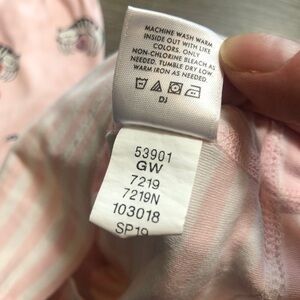 MACHINE WASH WARM
INSIDE OUT WITH LIKE
COLORS. ONLY
NON-CHLORINE BLEACH AS
NEEDED. TUMBLE DRY LOW
WARM IRON AS NEEDED.
DJ
53901
GW
7219
7219N
103018
SP19